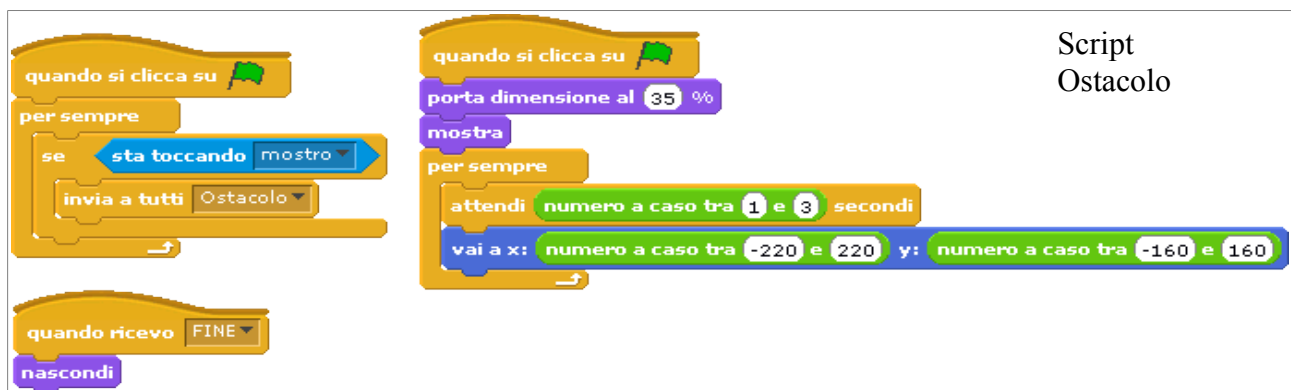 quando si clicca su
per sempre
se sta toccando mostro
invia a tutti Ostacolo
quando ricevo FINE
nascondi
quando si clicca su
porta dimensione al 35 %
mostra
per sempre
attendi numero a caso tra 1 e 3 secondi
vai a x: numero a caso tra -220 e 220 y: numero a caso tra -160 e 160
Script
Ostacolo